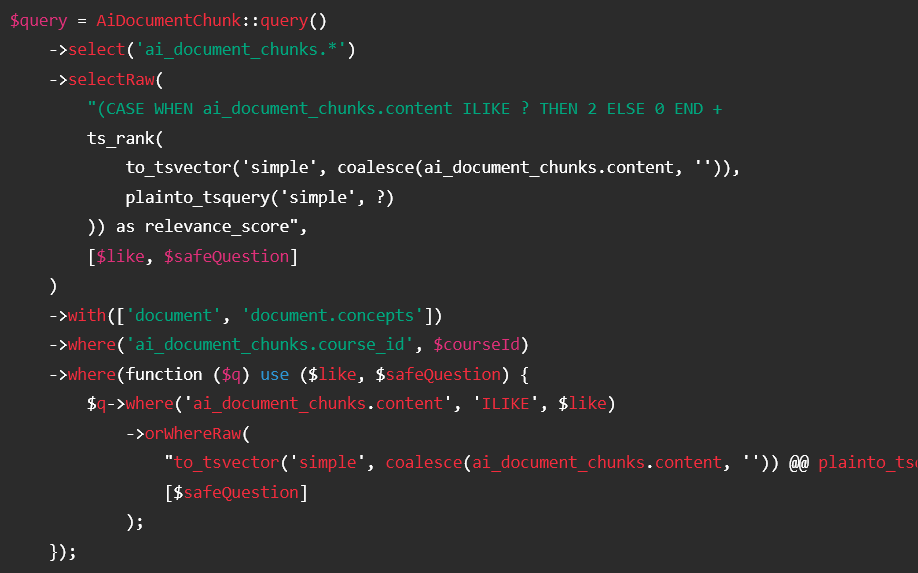 $query = AiDocumentChunk::query()
    ->select('ai_document_chunks.*')
    ->selectRaw(
        "(CASE WHEN ai_document_chunks.content ILIKE ? THEN 2 ELSE 0 END +
        ts_rank(
            to_tsvector('simple', coalesce(ai_document_chunks.content, '')),
            plainto_tsquery('simple', ?)
        )) as relevance_score",
        [$like, $safeQuestion]
    )
    ->with(['document', 'document.concepts'])
    ->where('ai_document_chunks.course_id', $courseId)
    ->where(function ($q) use ($like, $safeQuestion) {
        $q->where('ai_document_chunks.content', 'ILIKE', $like)
            ->orWhereRaw(
                "to_tsvector('simple', coalesce(ai_document_chunks.content, '')) @@
                [$safeQuestion]
            );
    });